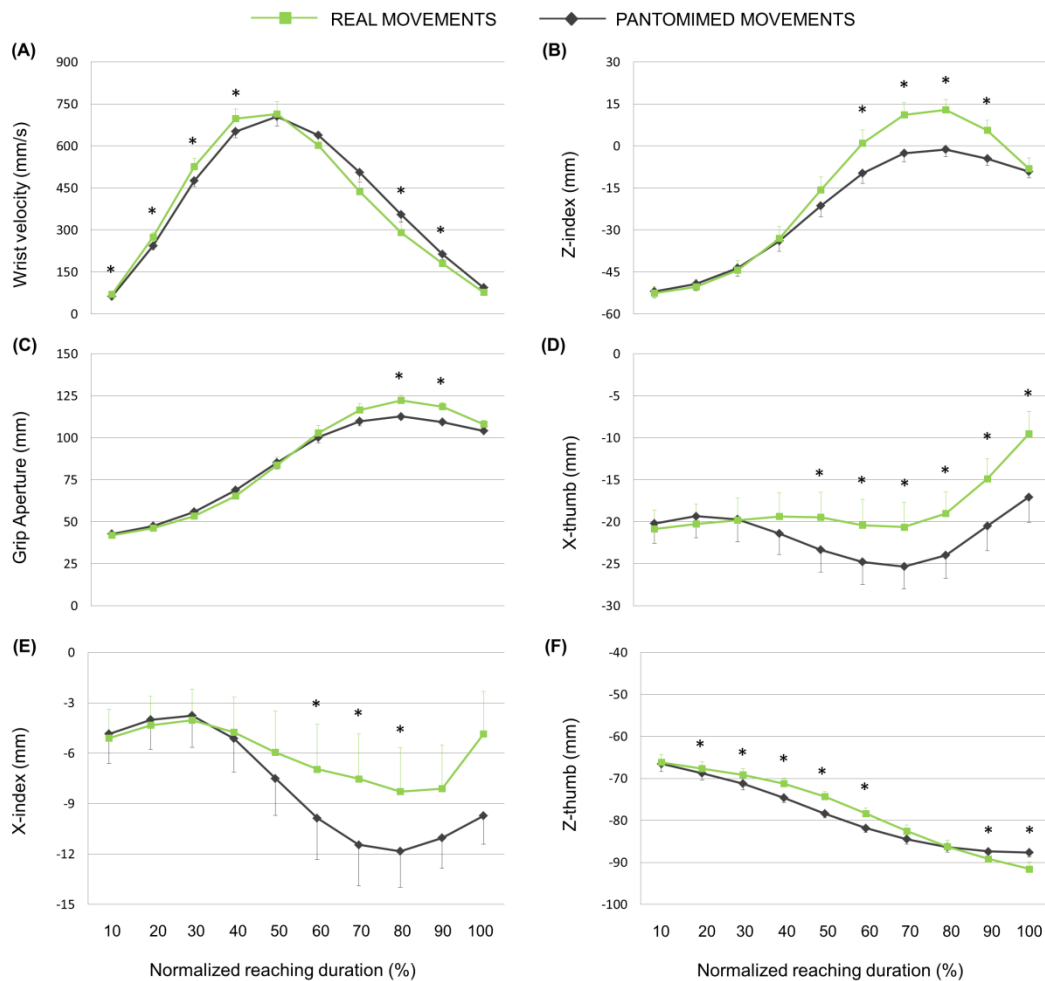 REAL MOVEMENTS PANTOMIMED MOVEMENTS
(A)
900
750
600
450
300
150
0
Wrist velocity (mm/s)
* * * * * *
(B)
30
15
0
-15
-30
-45
-60
Z-index (mm)
* * * *
(C)
150
125
100
75
50
25
0
Grip Aperture (mm)
* *
(D)
0
-5
-10
-15
-20
-25
-30
X-thumb (mm)
* * * * * *
(E)
0
-3
-6
-9
-12
-15
X-index (mm)
* * *
10 20 30 40 50 60 70 80 90 100
Normalized reaching duration (%)
(F)
-40
-50
-60
-70
-80
-90
-100
Z-thumb (mm)
* * * * * * *
10 20 30 40 50 60 70 80 90 100
Normalized reaching duration (%)